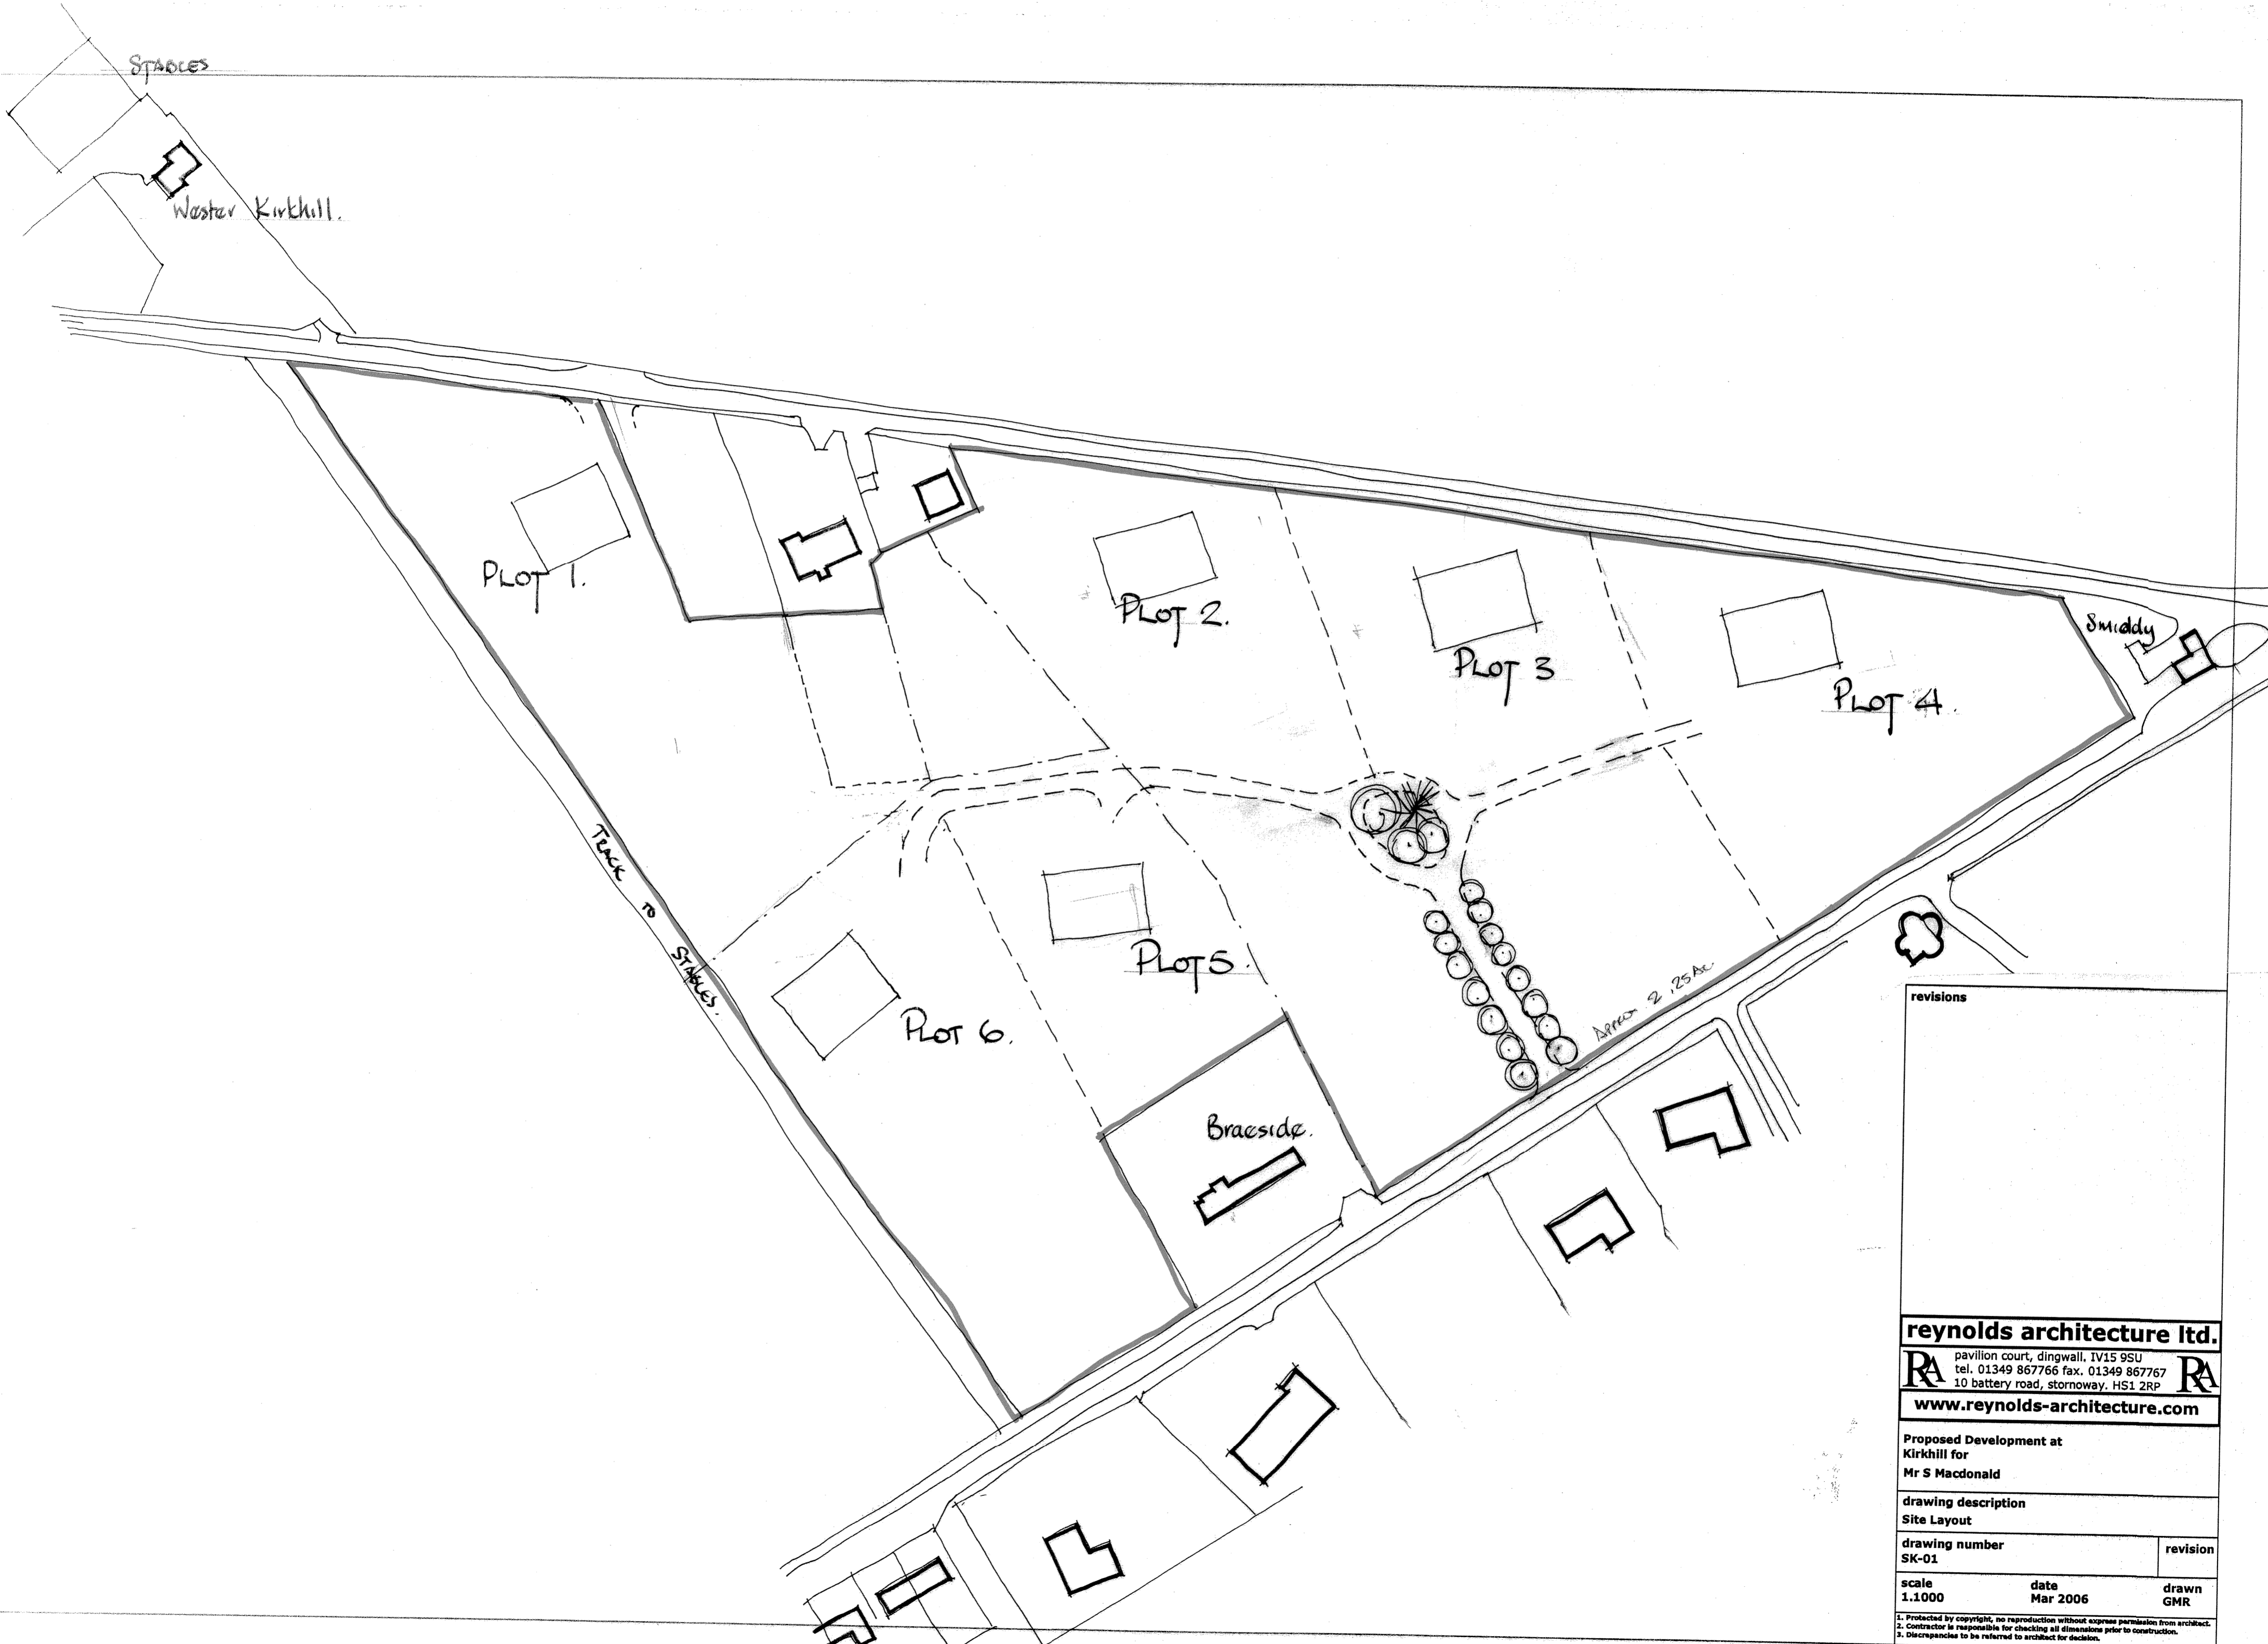 STABLES
Wester Kirkhill.
PLOT 1.
PLOT 2.
PLOT 3
PLOT 4.
Smiddy
TRACK TO STABLES.
PLOT 5.
PLOT 6.
Braeside.
Approx 2.25Ac.
revisions
reynolds architecture ltd.
RA
pavilion court, dingwall. IV15 9SU
tel. 01349 867766 fax. 01349 867767
10 battery road, stornoway. HS1 2RP
RA
www.reynolds-architecture.com
Proposed Development at
Kirkhill for
Mr S Macdonald
drawing description
Site Layout
drawing number
revision
SK-01
scale date drawn
1.1000 Mar 2006 GMR
1. Protected by copyright, no reproduction without express permission from architect.
2. Contractor is responsible for checking all dimensions prior to construction.
3. Discrepancies to be referred to architect for decision.